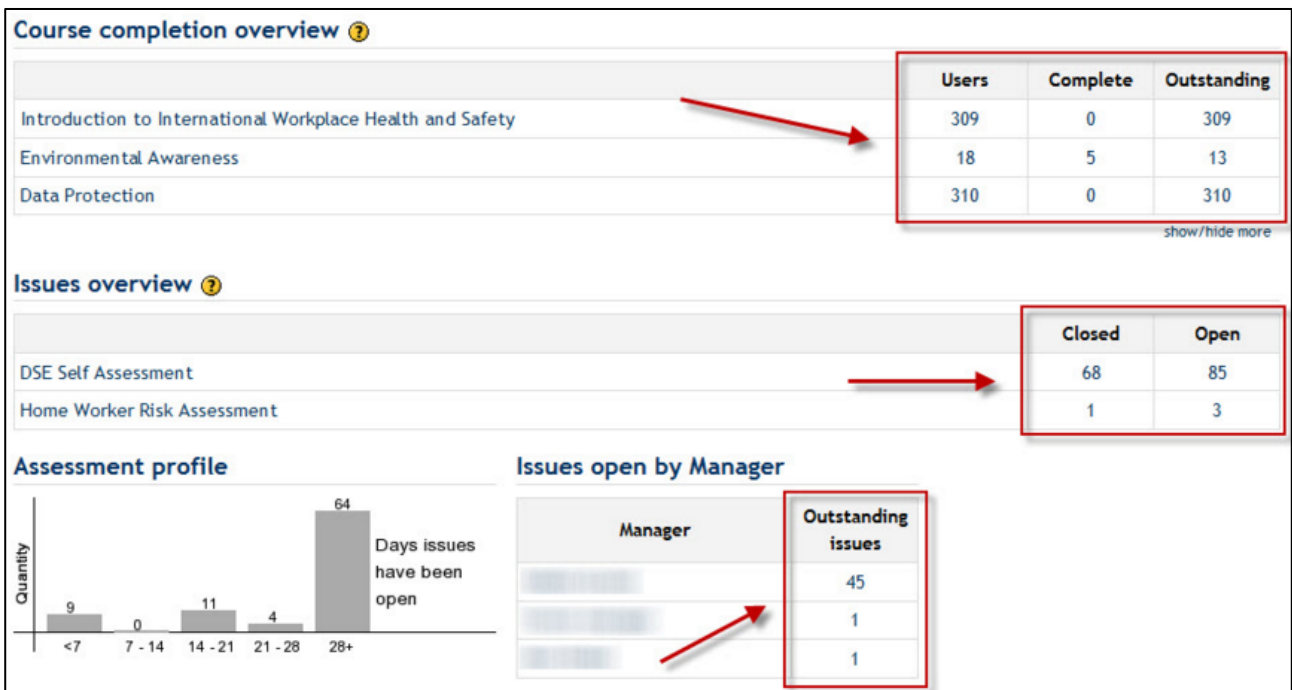 Course completion overview ?
Users Complete Outstanding
Introduction to International Workplace Health and Safety 309 0 309
Environmental Awareness 18 5 13
Data Protection 310 0 310
show/hide more
Issues overview ?
Closed Open
DSE Self Assessment 68 85
Home Worker Risk Assessment 1 3
Assessment profile
Quantity
9 0 11 4 64
<7 7 - 14 14 - 21 21 - 28 28+
Days issues
have been
open
Issues open by Manager
Manager Outstanding
issues
45
1
1